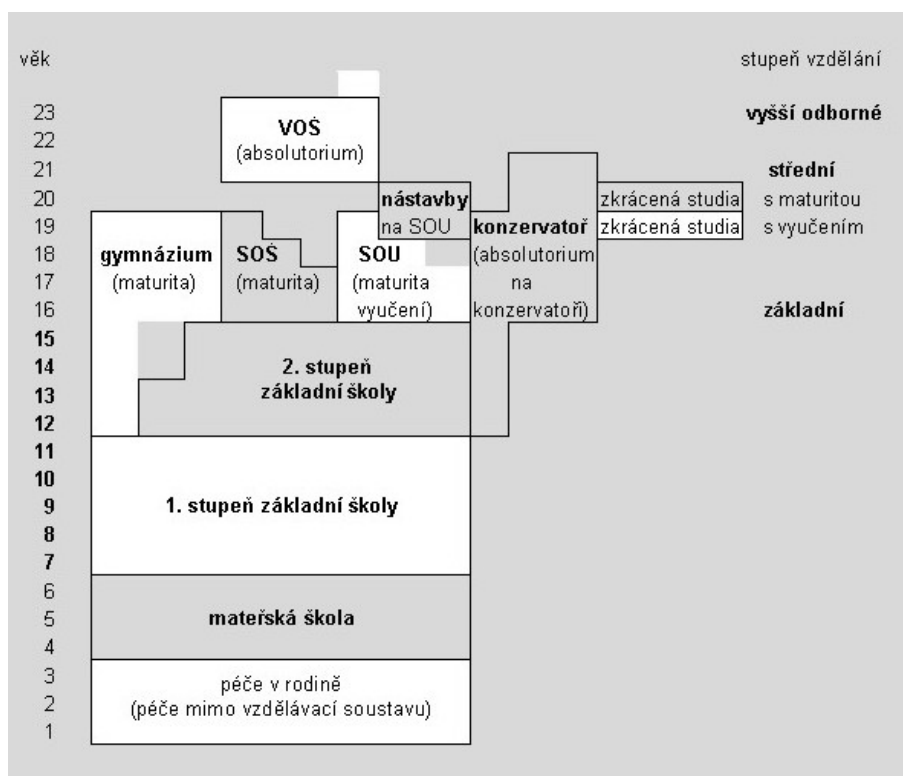 věk
stupeň vzdělání
23
22
21
20
19
18
17
16
15
14
13
12
11
10
9
8
7
6
5
4
3
2
1
VOŠ
(absolutorium)
nástavby
na SOU
gymnázium
(maturita)
SOŠ
(maturita)
SOU
(maturita
vyučení)
konzervatoř
(absolutorium
na
konzervatoři)
zkrácená studia
zkrácená studia
vyšší odborné
střední
s maturitou
s vyučením
základní
2. stupeň
základní školy
1. stupeň základní školy
mateřská škola
péče v rodině
(péče mimo vzdělávací soustavu)